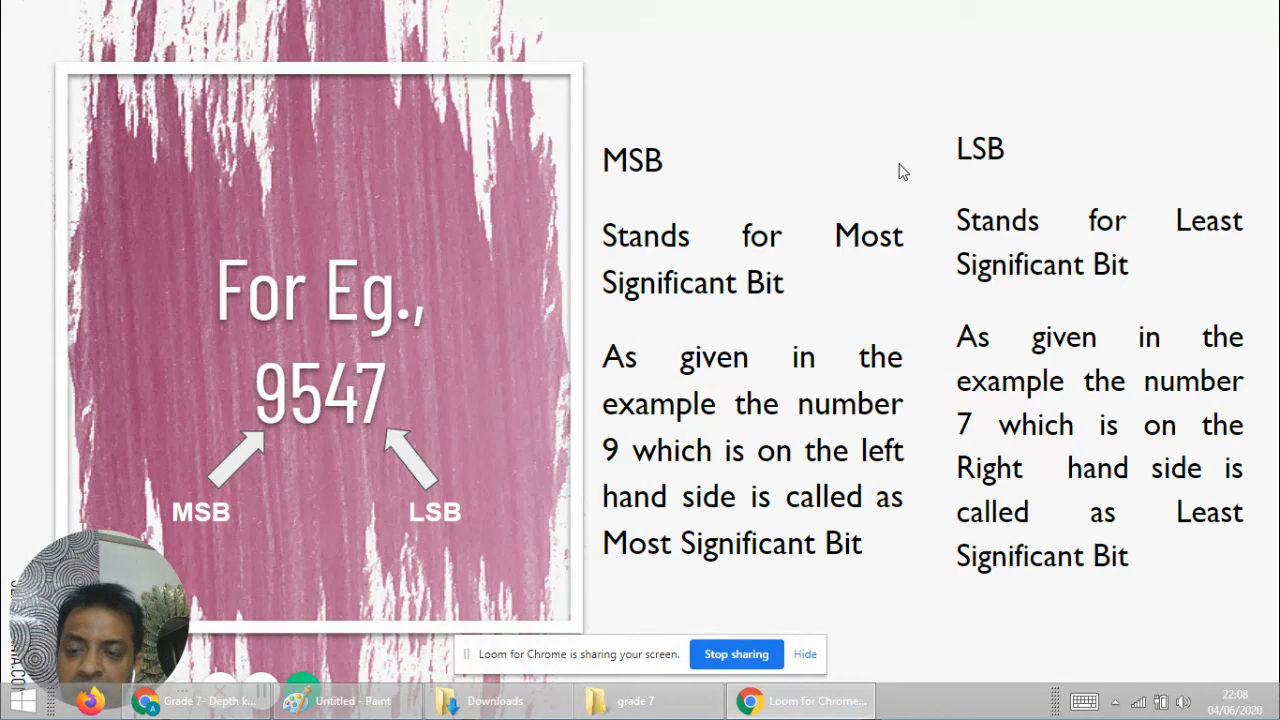 For Eg.,
9547
MSB
LSB
MSB
Stands for Most
Significant Bit
As given in the
example the number
9 which is on the left
hand side is called as
Most Significant Bit
LSB
Stands for Least
Significant Bit
As given in the
example the number
7 which is on the
Right hand side is
called as Least
Significant Bit
Loom for Chrome is sharing your screen.
Stop sharing
Hide
Grade 7- Depth k...
Untitled - Paint
Downloads
grade 7
Loom for Chrome...
22:08
04/06/2020